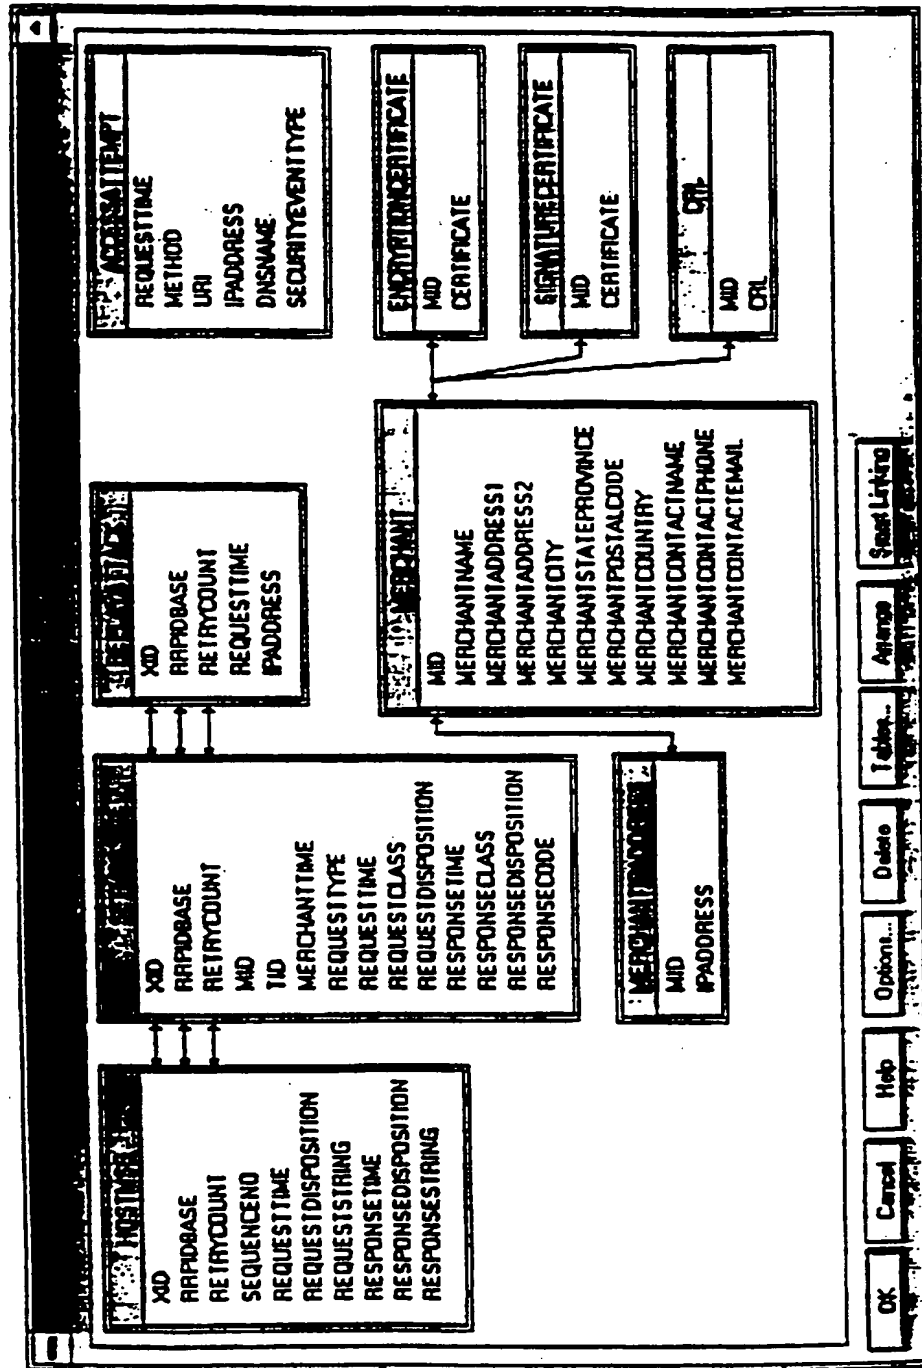 HOSTINFO
XID
RRPIDBASE
RETRYCOUNT
SEQUENCENO
REQUESTTIME
REQUESTDISPOSITION
REQUESTSTRING
RESPONSETIME
RESPONSEDISPOSITION
RESPONSESTRING
XID
RRPIDBASE
RETRYCOUNT
MID
TID
MERCHANTTIME
REQUESTTYPE
REQUESTTIME
REQUESTCLASS
REQUESTDISPOSITION
RESPONSETIME
RESPONSECLASS
RESPONSEDISPOSITION
RESPONSECODE
REPLAYATTACK
XID
RRPIDBASE
RETRYCOUNT
REQUESTTIME
IPADDRESS
ACCESSATTEMPT
REQUESTTIME
METHOD
URI
IPADDRESS
DNSNAME
SECURITYEVENTTYPE
MERCHANTIPADDRESS
MID
IPADDRESS
MERCHANT
MID
MERCHANTNAME
MERCHANTADDRESS1
MERCHANTADDRESS2
MERCHANTCITY
MERCHANTSTATEPROVINCE
MERCHANTPOSTALCODE
MERCHANTCOUNTRY
MERCHANTCONTACTNAME
MERCHANTCONTACTPHONE
MERCHANTCONTACTEMAIL
ENCRYPTIONCERTIFICATE
MID
CERTIFICATE
SIGNATURECERTIFICATE
MID
CERTIFICATE
CRL
MID
CRL
OK
Cancel
Help
Options...
Delete
Tables...
Arrange
Smart Linking